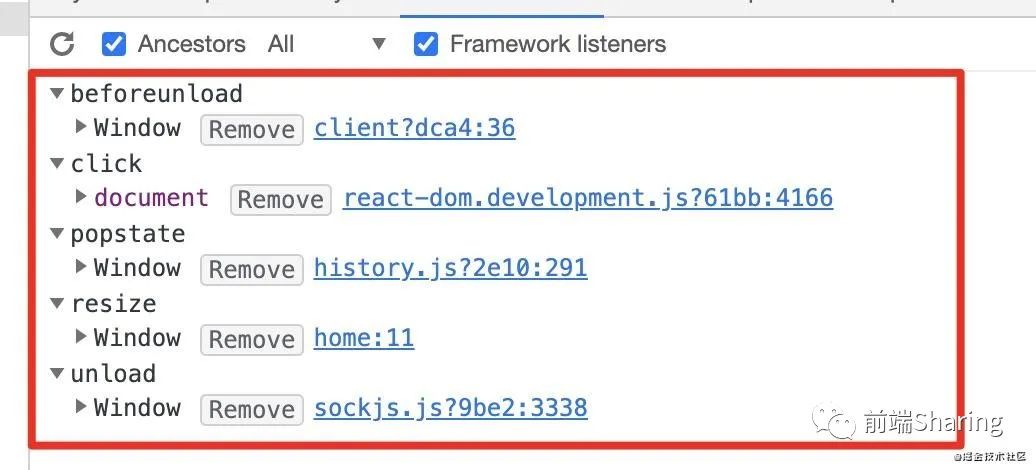 Ancestors All Framework listeners
beforeunload
Window Remove client?dca4:36
click
document Remove react-dom.development.js?61bb:4166
popstate
Window Remove history.js?2e10:291
resize
Window Remove home:11
unload
Window Remove sockjs.js?9be2:3338
前端Sharing
@掘金技术社区